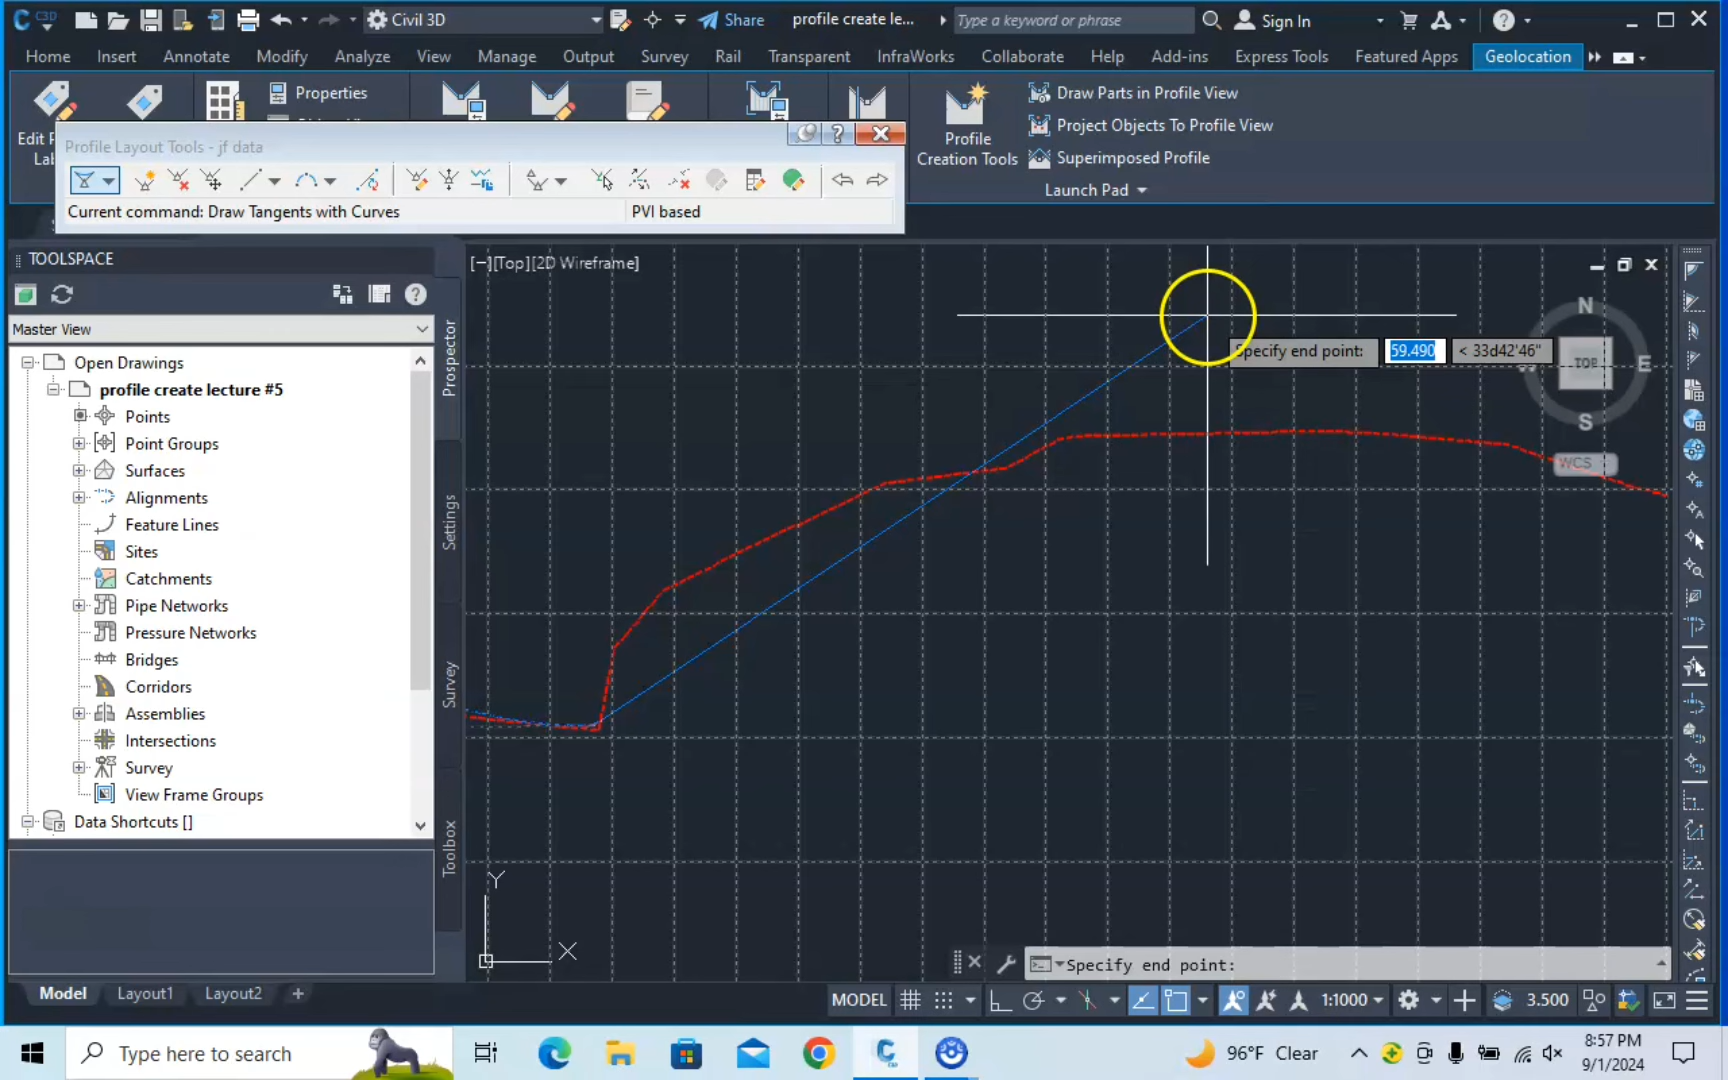 C3D
Civil 3D
Share
profile create le...
Type a keyword or phrase
Sign In
Home
Insert
Annotate
Modify
Analyze
View
Manage
Output
Survey
Rail
Transparent
InfraWorks
Collaborate
Help
Add-ins
Express Tools
Featured Apps
Geolocation
Properties
Edit P
La
Profile
Creation Tools
Draw Parts in Profile View
Project Objects To Profile View
Superimposed Profile
Launch Pad
Profile Layout Tools - jf data
Current command: Draw Tangents with Curves
PVI based
TOOLSPACE
Master View
Open Drawings
profile create lecture #5
Points
Point Groups
Surfaces
Alignments
Feature Lines
Sites
Catchments
Pipe Networks
Pressure Networks
Bridges
Corridors
Assemblies
Intersections
Survey
View Frame Groups
Data Shortcuts []
Prospector
Settings
Survey
Toolbox
[−][Top][2D Wireframe]
Specify end point:
59.490
< 33d42'46"
N
TOP
E
S
WCS
Y
X
Specify end point:
Model
Layout1
Layout2
+
MODEL
1:1000
3.500
Type here to search
96°F Clear
8:57 PM
9/1/2024